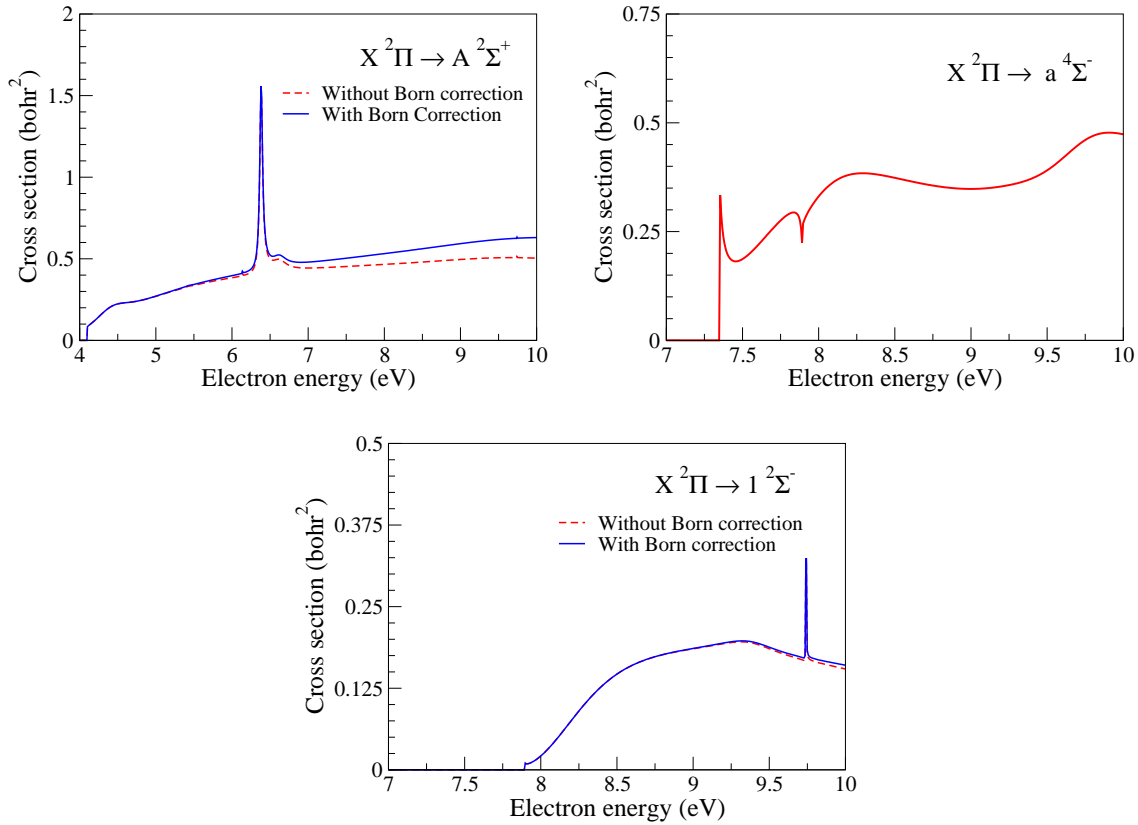 2
1.5
1
0.5
0
Cross section (bohr²)
X ²Π → A ²Σ⁺
Without Born correction
With Born Correction
4 5 6 7 8 9 10
Electron energy (eV)
0.75
0.5
0.25
0
Cross section (bohr²)
X ²Π → a ⁴Σ⁻
7 7.5 8 8.5 9 9.5 10
Electron energy (eV)
0.5
0.375
0.25
0.125
0
Cross section (bohr²)
X ²Π → 1 ²Σ⁻
Without Born correction
With Born correction
7 7.5 8 8.5 9 9.5 10
Electron energy (eV)